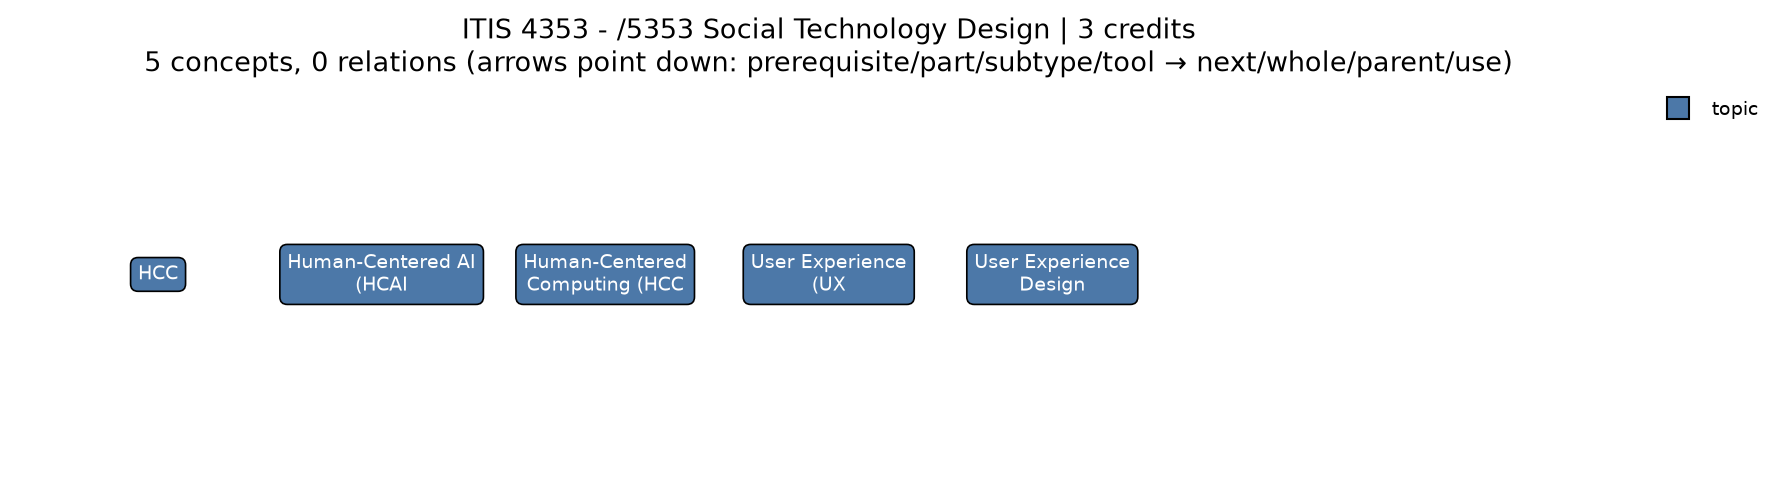 ITIS 4353 - /5353 Social Technology Design | 3 credits
5 concepts, 0 relations (arrows point down: prerequisite/part/subtype/tool → next/whole/parent/use)
topic
HCC
Human-Centered AI
(HCAI
Human-Centered
Computing (HCC
User Experience
(UX
User Experience
Design